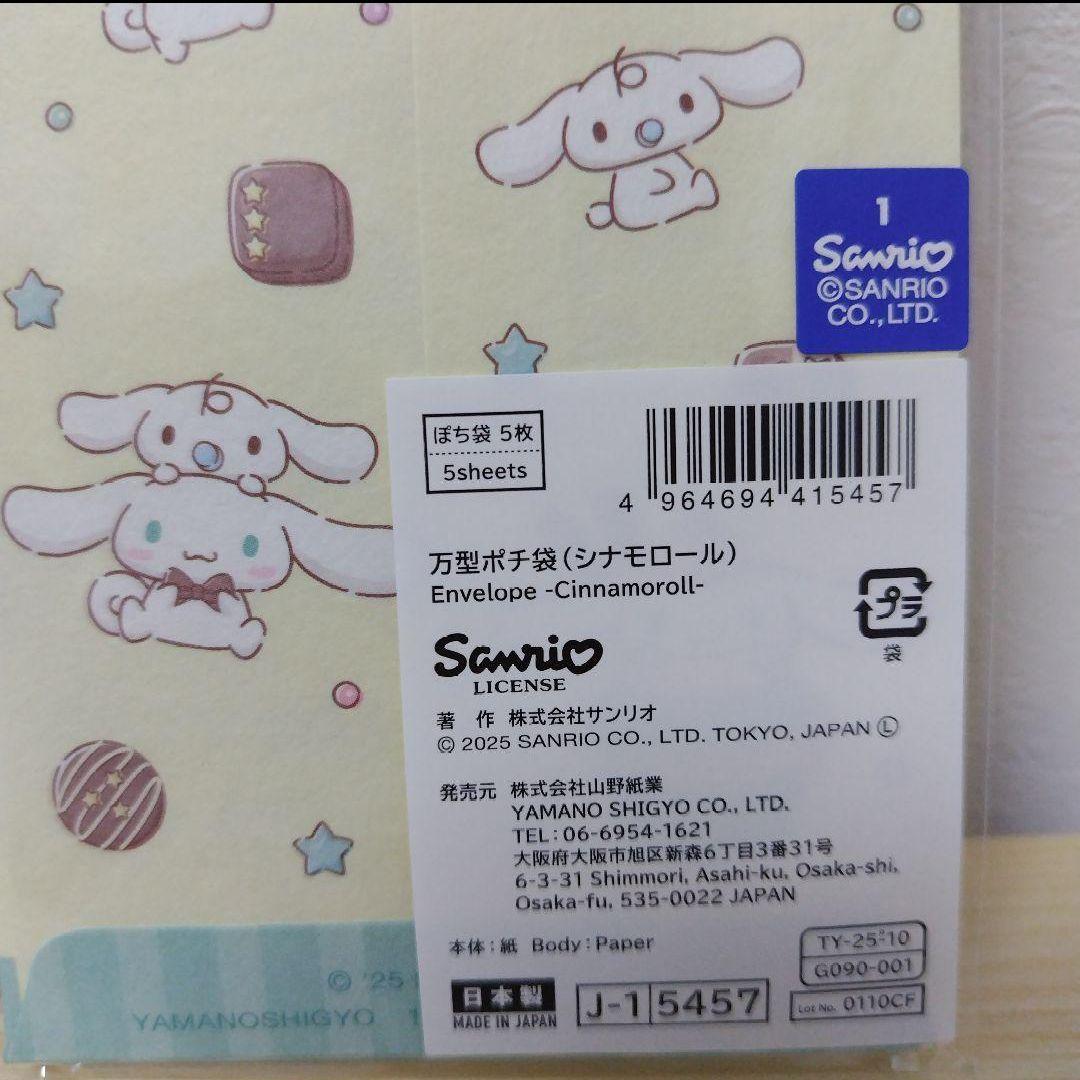 1
Sanrio
©SANRIO
CO.,LTD.
ぽち袋 5枚
5sheets
4 964694 415457
万型ポチ袋(シナモロール)
Envelope -Cinnamoroll-
プラ
袋
Sanrio
LICENSE
著 作 株式会社サンリオ
© 2025 SANRIO CO., LTD. TOKYO, JAPAN Ⓛ
発売元 株式会社山野紙業
YAMANO SHIGYO CO., LTD.
TEL:06-6954-1621
大阪府大阪市旭区新森6丁目3番31号
6-3-31 Shimmori, Asahi-ku, Osaka-shi,
Osaka-fu, 535-0022 JAPAN
本体:紙 Body:Paper
TY-25-10
G090-001
日本製
MADE IN JAPAN
J-1 5457
Lot No. 0110CF
© '25
YAMANOSHIGYO